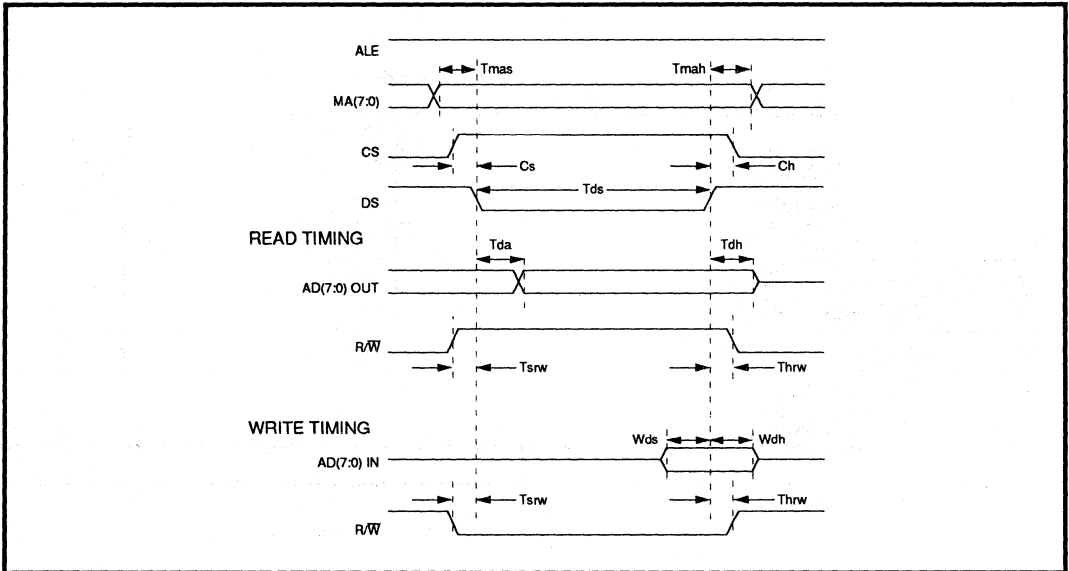 ALE
Tmas Tmah
MA(7:0)
CS
Cs Ch
DS
Tds
READ TIMING
Tda Tdh
AD(7:0) OUT
R/W̅
Tsrw Thrw
WRITE TIMING
Wds Wdh
AD(7:0) IN
Tsrw Thrw
R/W̅